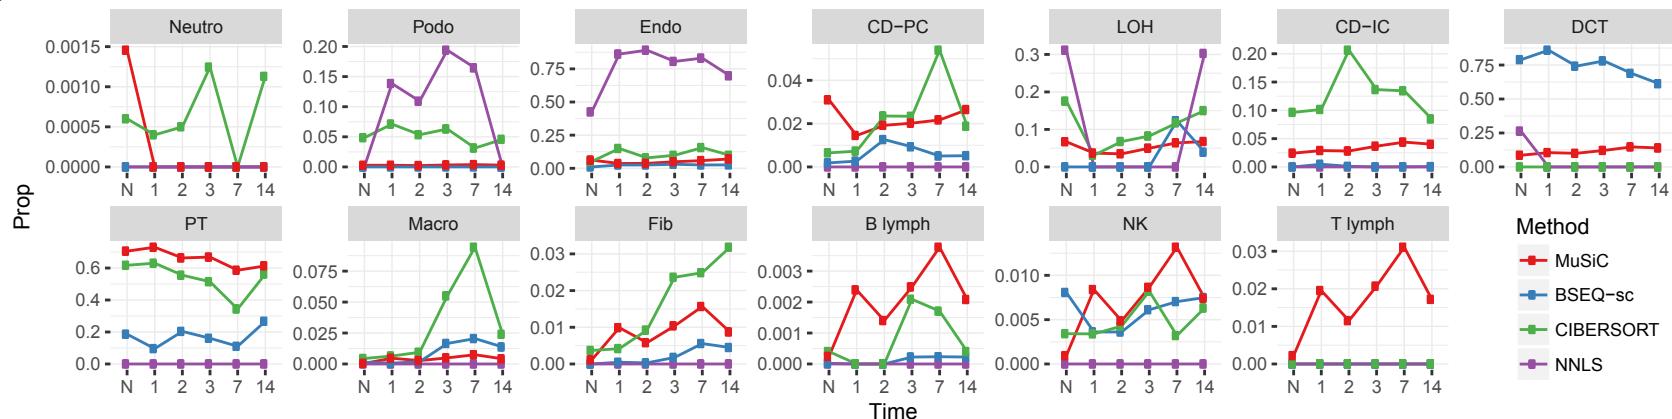 Neutro
Podo
Endo
CD−PC
LOH
CD−IC
DCT
0.0015
0.0010
0.0005
0.0000
0.20
0.15
0.10
0.05
0.00
0.75
0.50
0.25
0.00
0.04
0.02
0.00
0.3
0.2
0.1
0.0
0.20
0.15
0.10
0.05
0.00
0.75
0.50
0.25
0.00
N 1 2 3 7 14
N 1 2 3 7 14
N 1 2 3 7 14
N 1 2 3 7 14
N 1 2 3 7 14
N 1 2 3 7 14
N 1 2 3 7 14
Prop
PT
Macro
Fib
B lymph
NK
T lymph
0.6
0.4
0.2
0.0
0.075
0.050
0.025
0.000
0.03
0.02
0.01
0.00
0.003
0.002
0.001
0.000
0.010
0.005
0.000
0.03
0.02
0.01
0.00
N 1 2 3 7 14
N 1 2 3 7 14
N 1 2 3 7 14
N 1 2 3 7 14
N 1 2 3 7 14
N 1 2 3 7 14
Time
Method
MuSiC
BSEQ−sc
CIBERSORT
NNLS